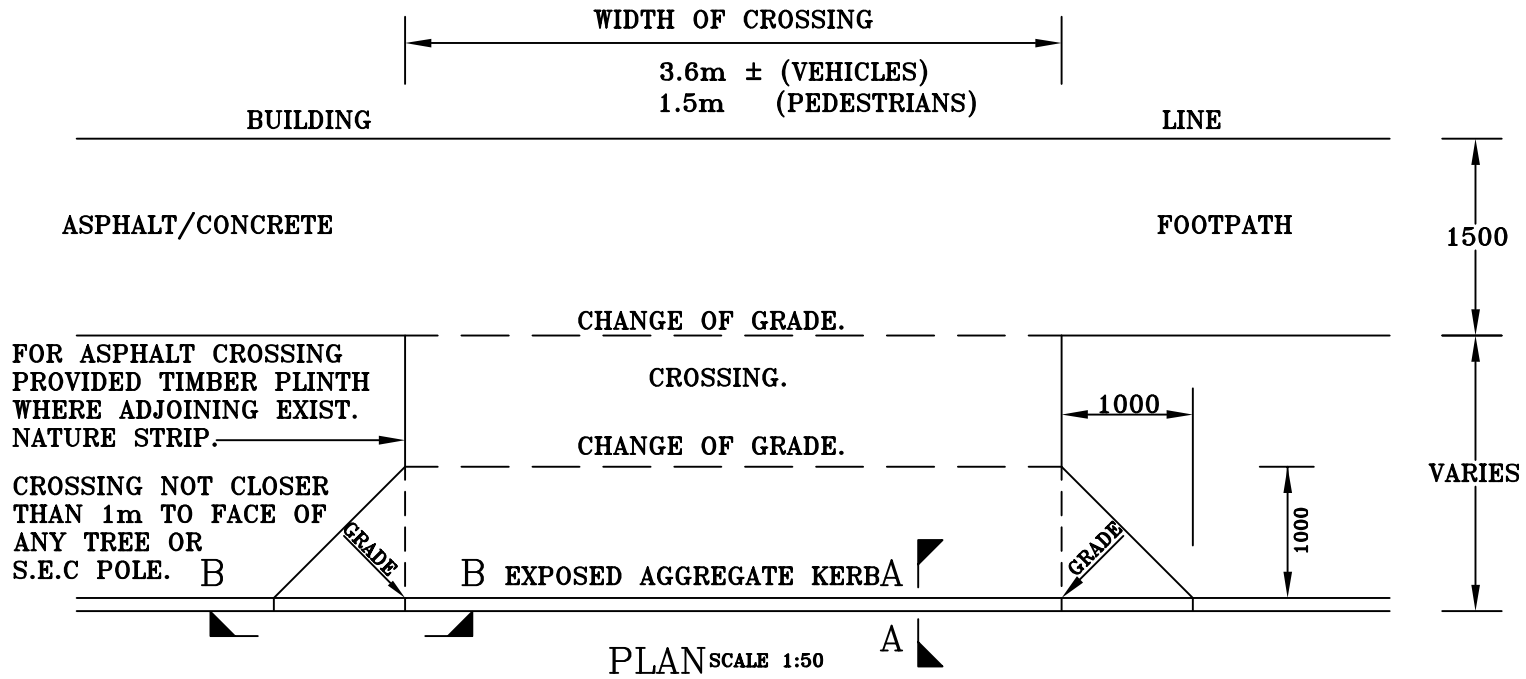 WIDTH OF CROSSING
3.6m ± (VEHICLES)
1.5m (PEDESTRIANS)
BUILDING LINE
ASPHALT/CONCRETE FOOTPATH
1500
CHANGE OF GRADE.
FOR ASPHALT CROSSING
PROVIDED TIMBER PLINTH
WHERE ADJOINING EXIST.
NATURE STRIP.
CROSSING.
1000
CHANGE OF GRADE.
VARIES
CROSSING NOT CLOSER
THAN 1m TO FACE OF
ANY TREE OR
S.E.C POLE.
GRADE
GRADE
1000
B B EXPOSED AGGREGATE KERB A
A
PLAN SCALE 1:50